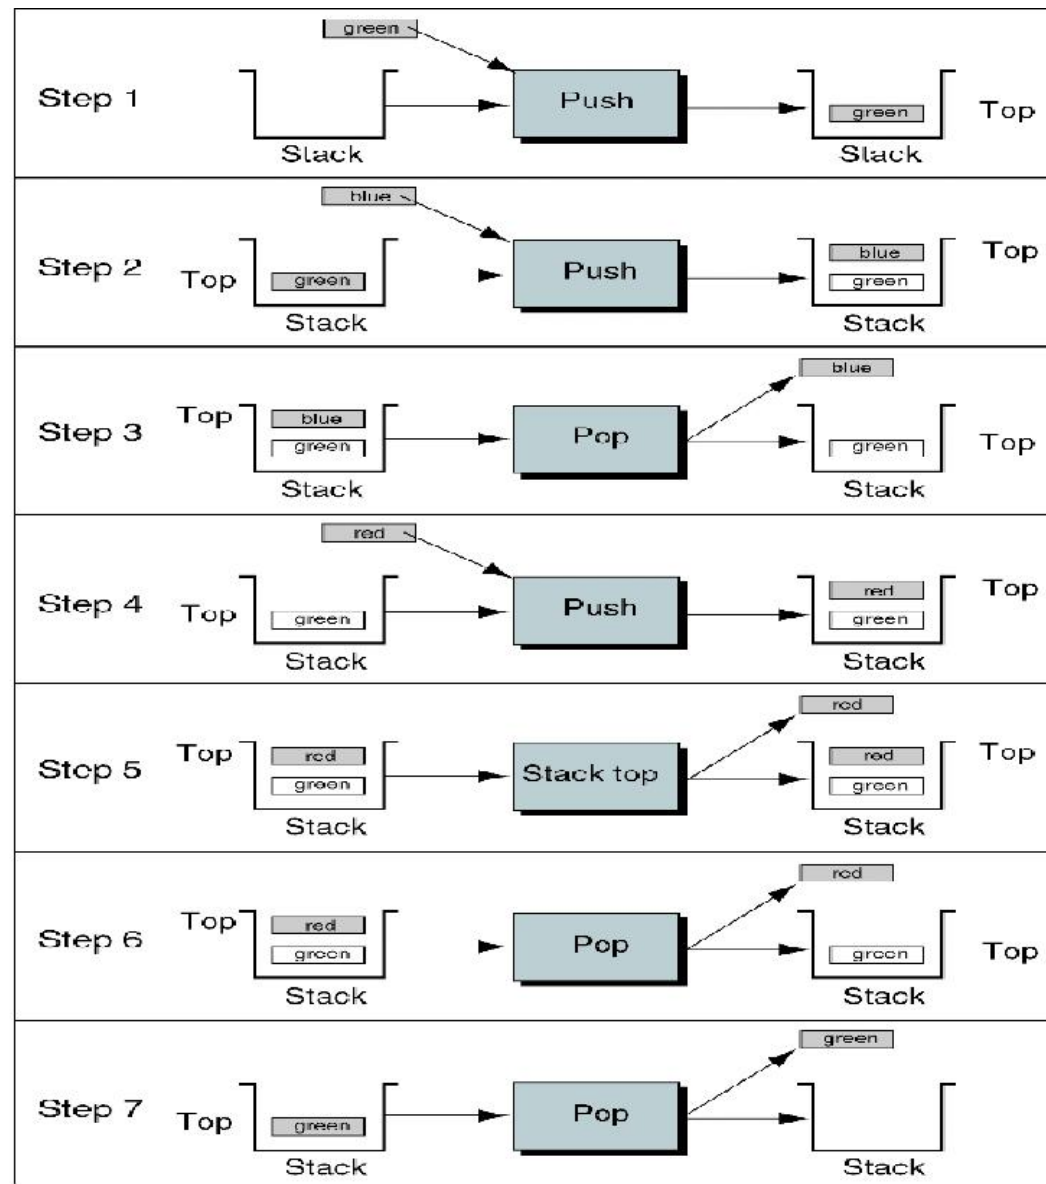 green
Step 1 Push green Top
Stack Stack
blue
Step 2 Top green Push blue Top
green
Stack Stack
blue
Step 3 Top blue Pop
green green Top
Stack Stack
red
Step 4 Top green Push red Top
green
Stack Stack
red
Step 5 Top red Stack top red Top
green green
Stack Stack
red
Step 6 Top red Pop
green green Top
Stack Stack
green
Step 7 Top green Pop
Stack Stack